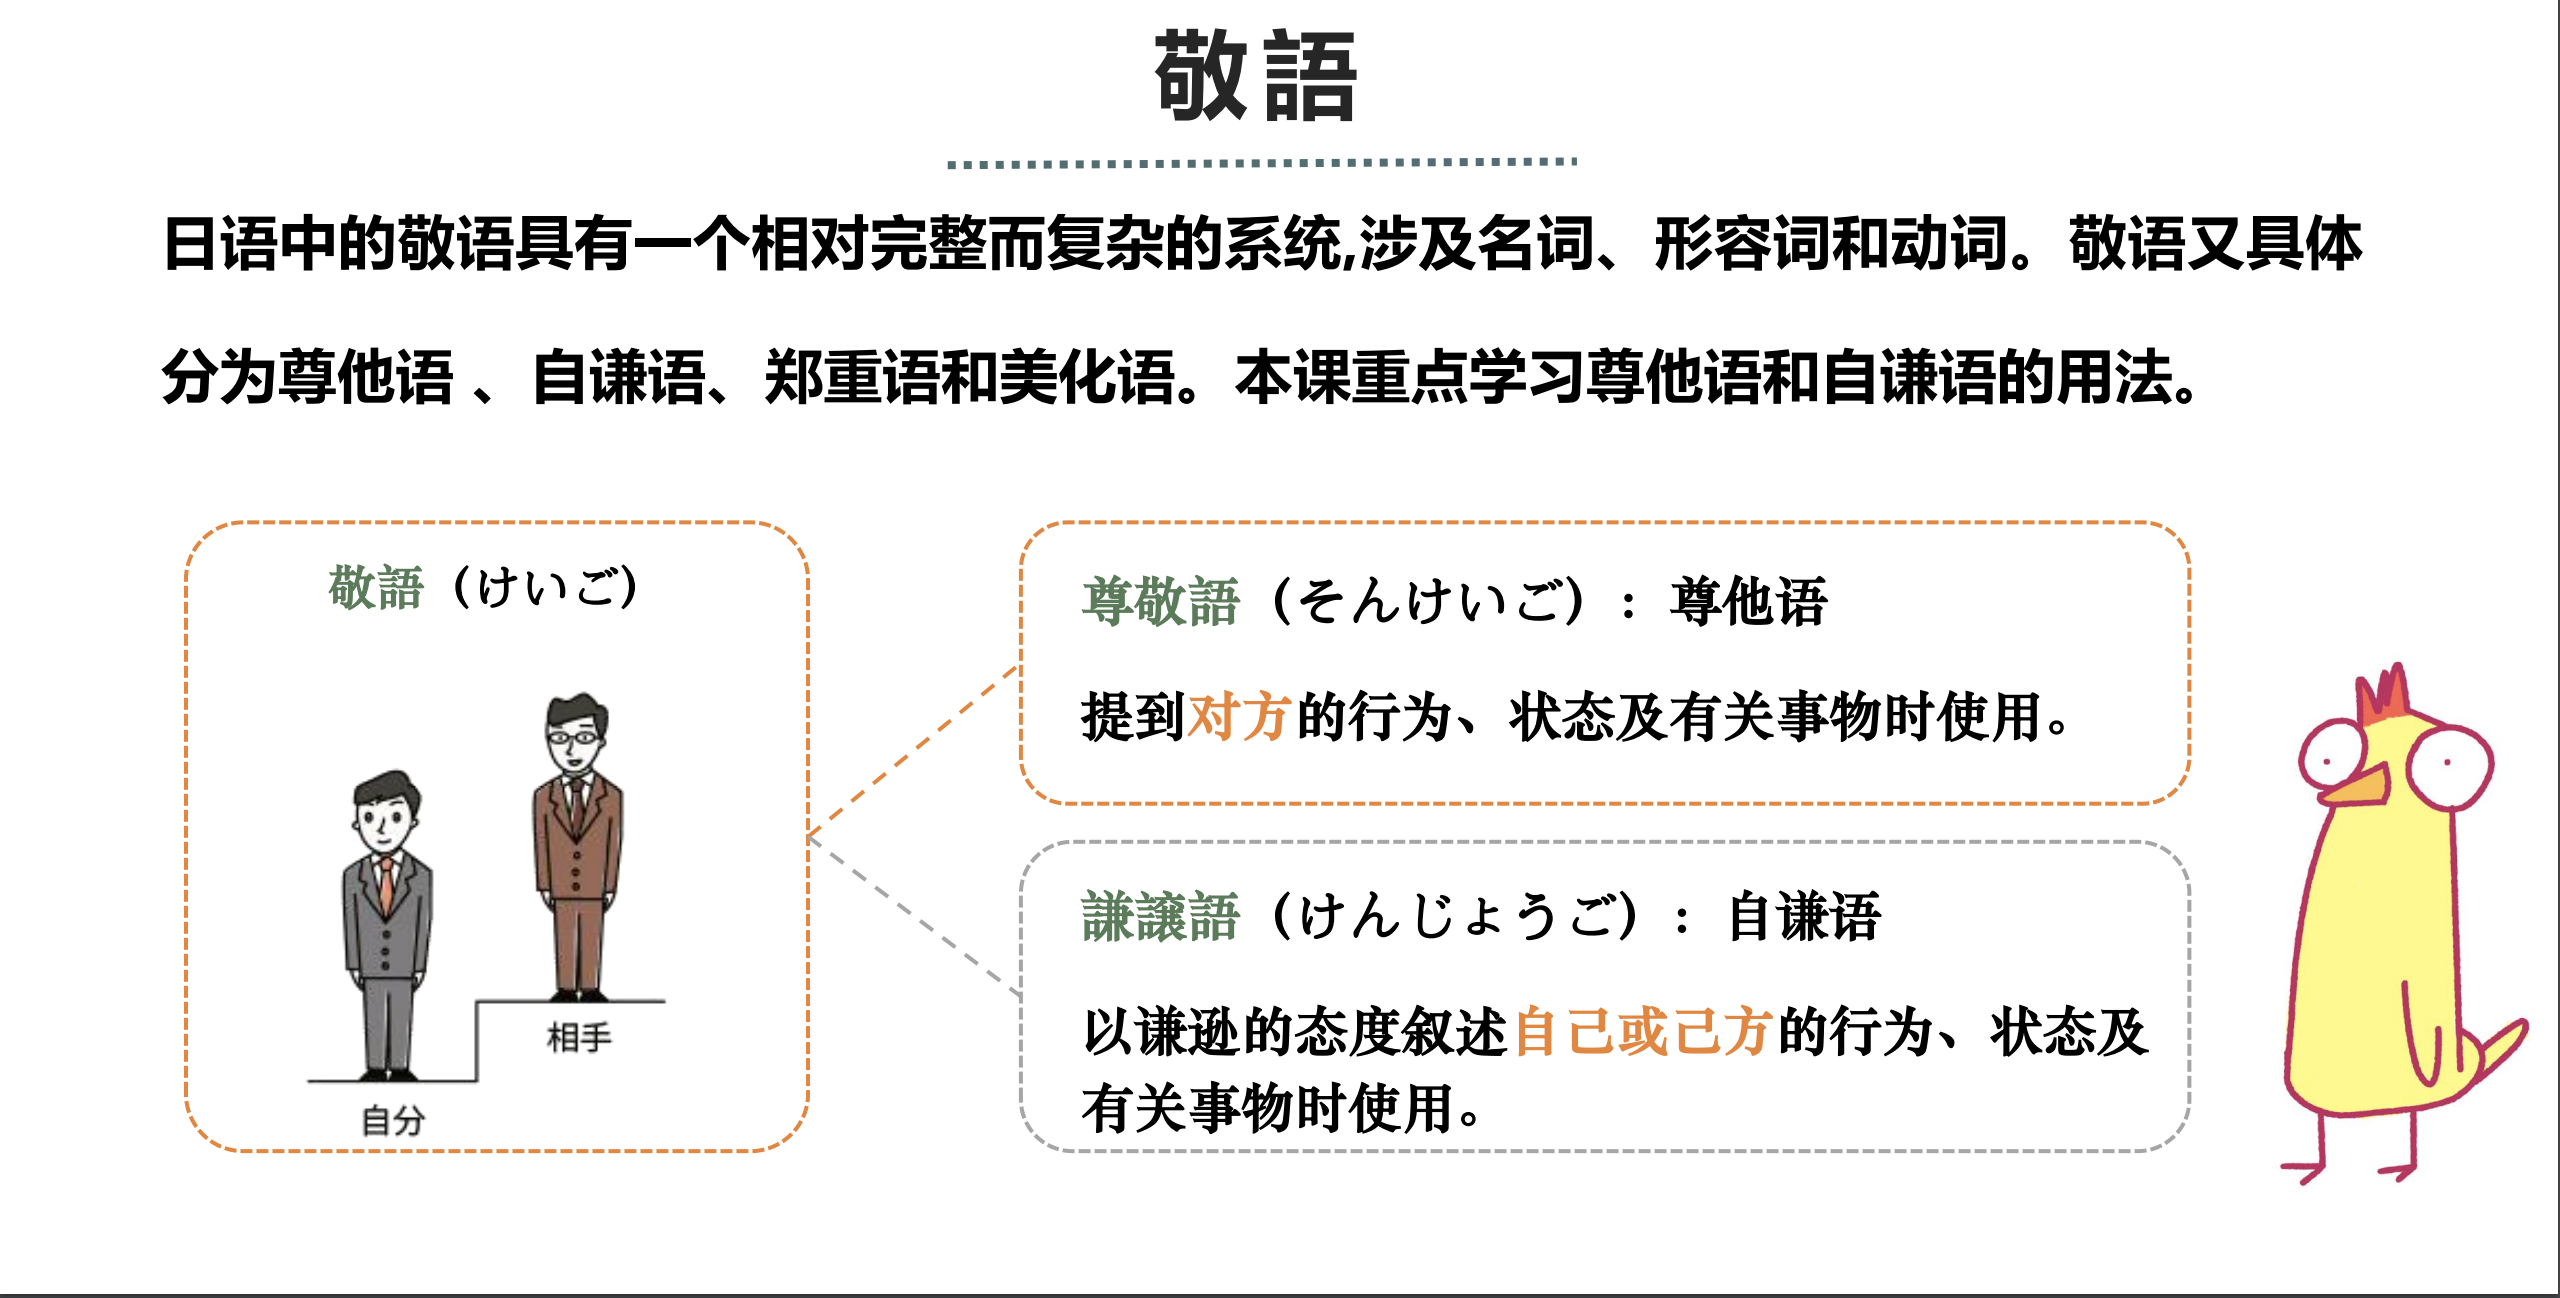 敬語
日语中的敬语具有一个相对完整而复杂的系统,涉及名词、形容词和动词。敬语又具体
分为尊他语 、自谦语、郑重语和美化语。本课重点学习尊他语和自谦语的用法。
敬語（けいご）
相手
自分
尊敬語（そんけいご）：尊他语
提到对方的行为、状态及有关事物时使用。
謙譲語（けんじょうご）：自谦语
以谦逊的态度叙述自己或己方的行为、状态及
有关事物时使用。